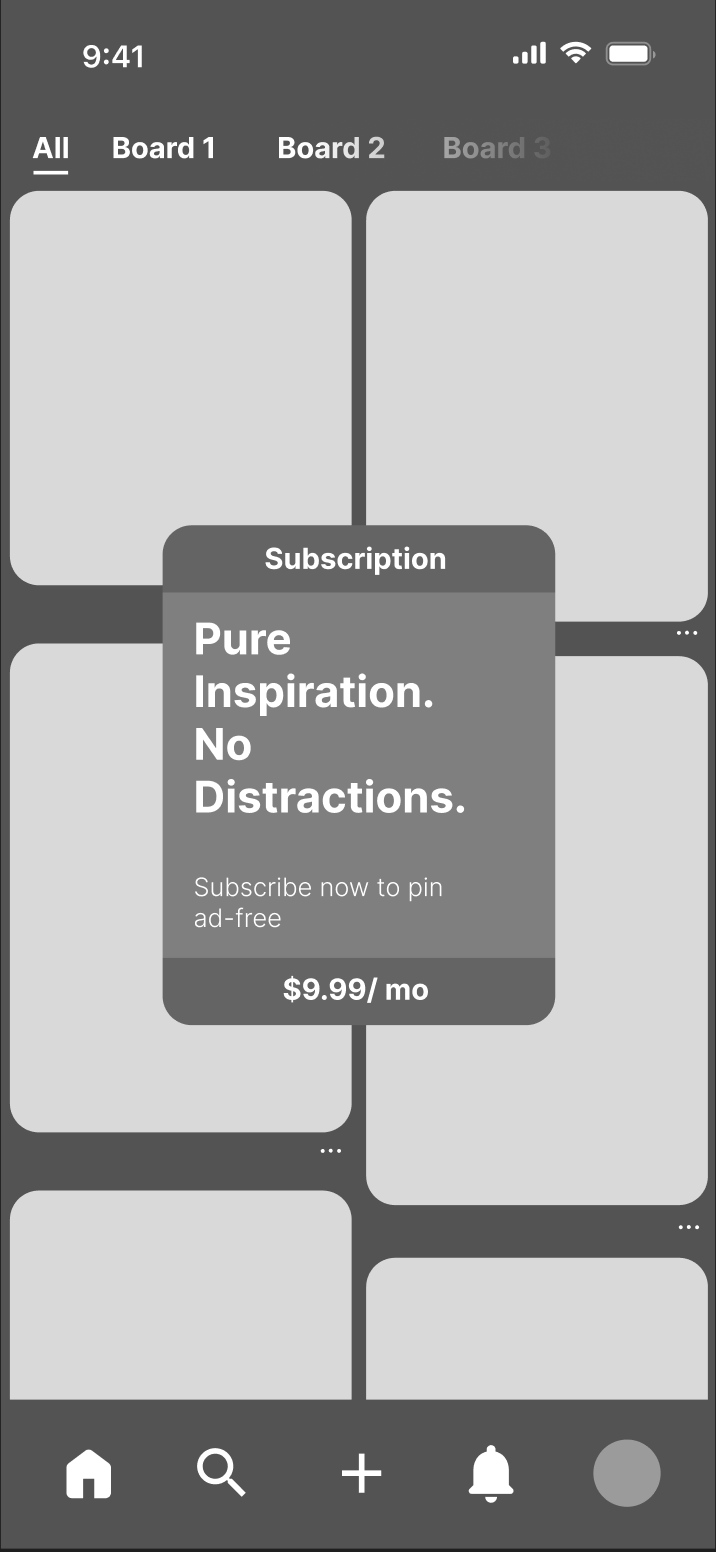 9:41
All Board 1 Board 2 Board 3
Subscription
Pure
Inspiration.
No
Distractions.
Subscribe now to pin
ad-free
$9.99/ mo